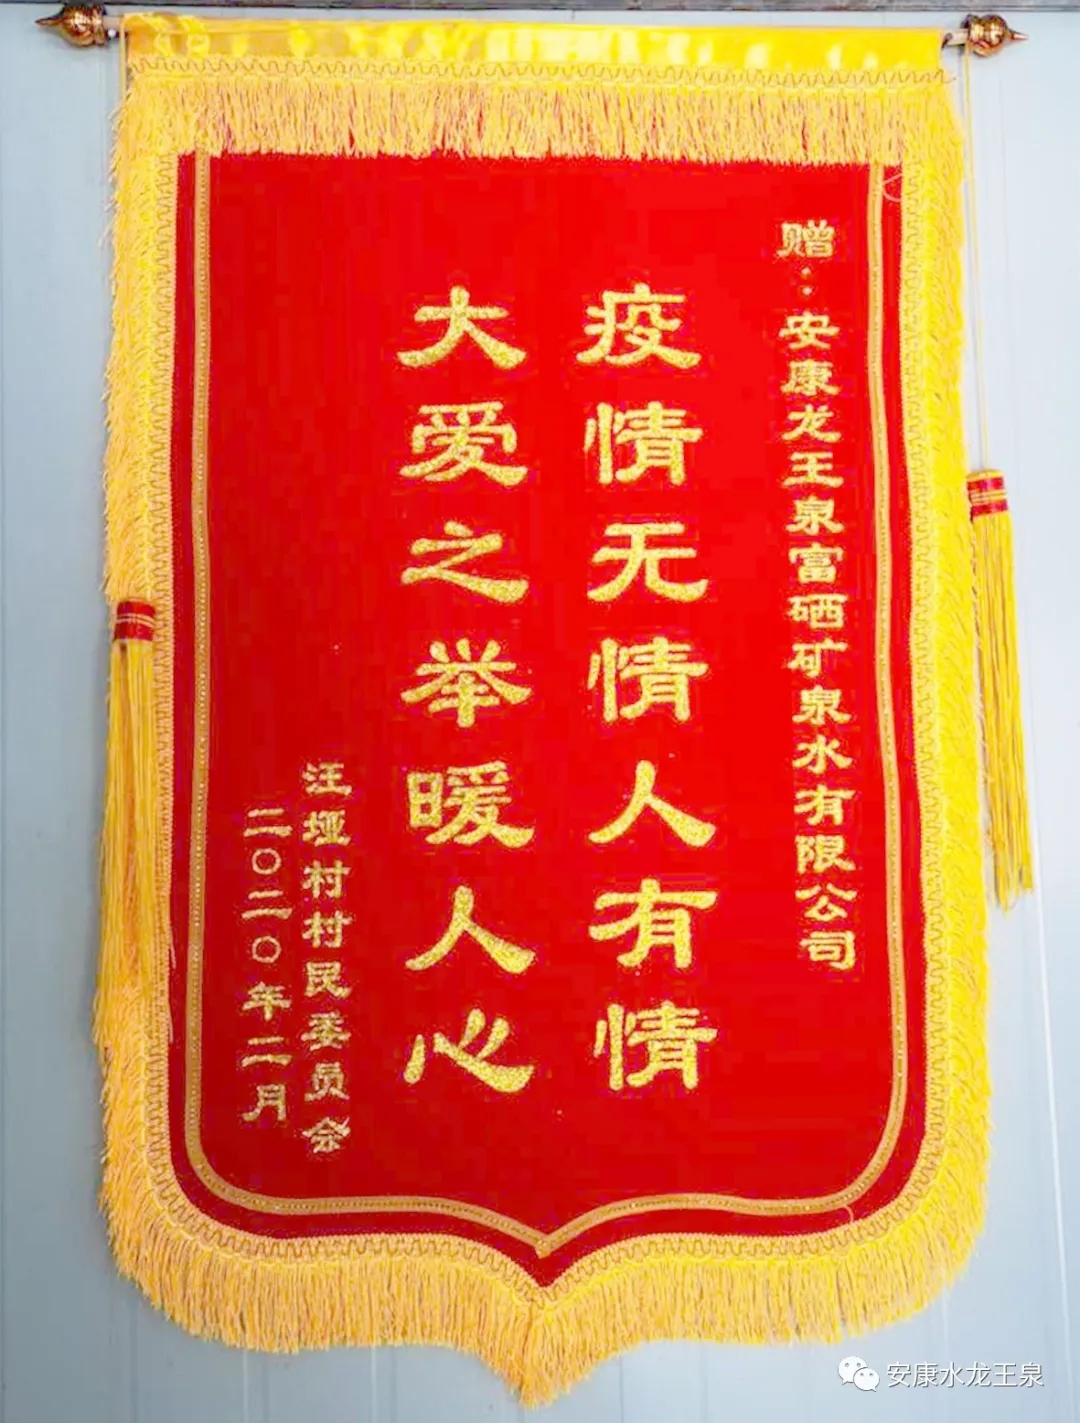 赠：安康龙王泉富硒矿泉水有限公司
疫情无情人有情
大爱之举暖人心
汪垭村村民委员会
二〇二〇年二月
安康水龙王泉